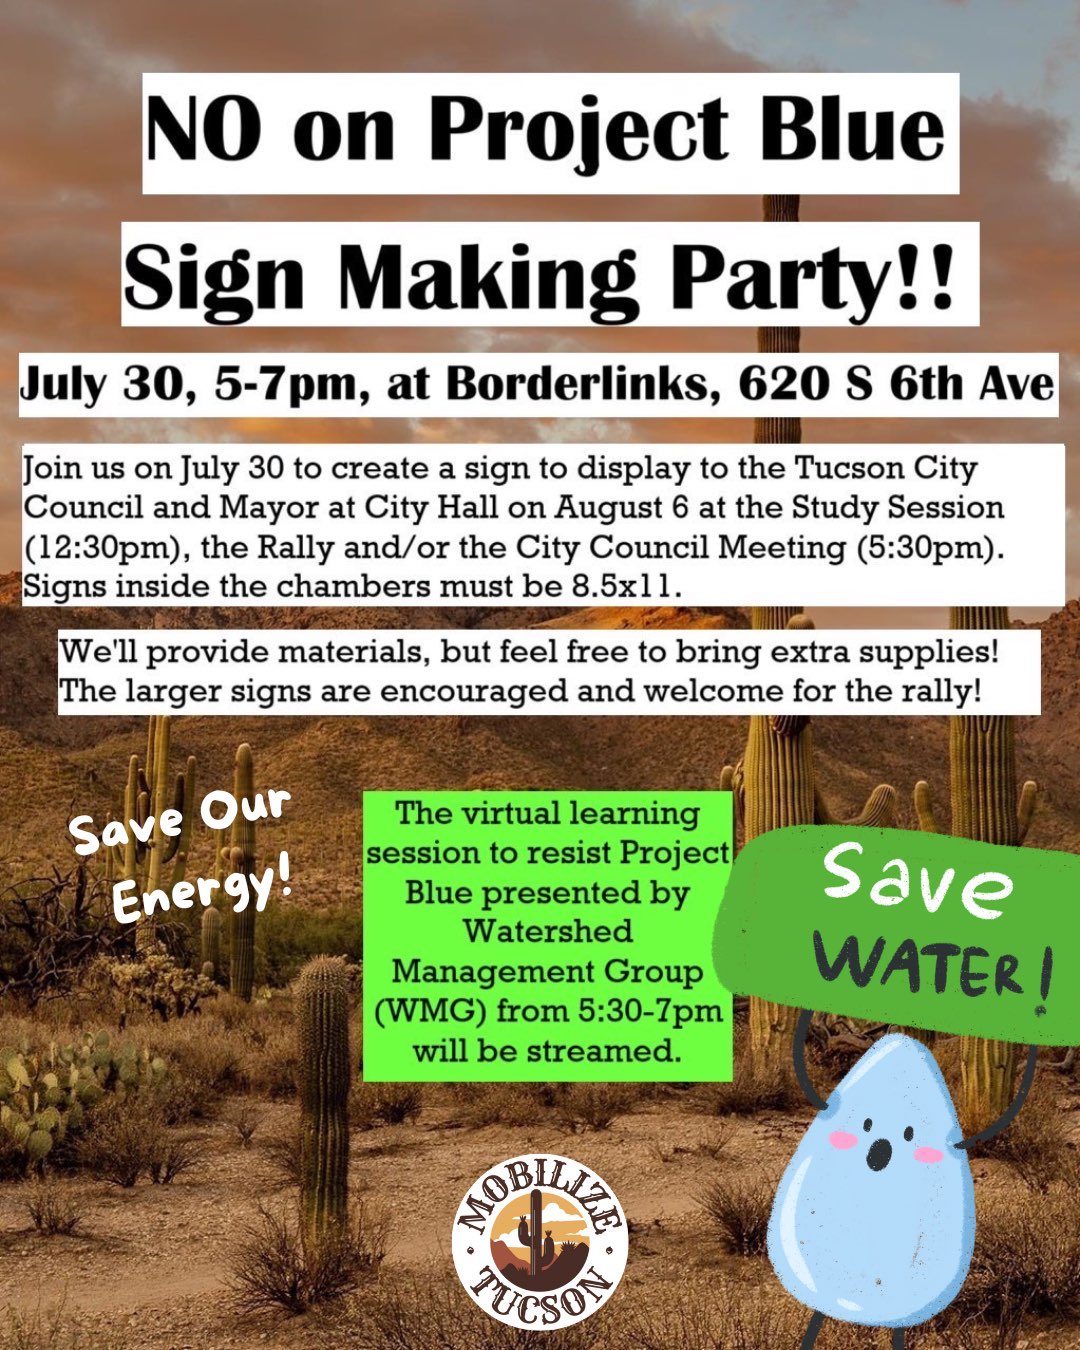 NO on Project Blue
Sign Making Party!!
July 30, 5-7pm, at Borderlinks, 620 S 6th Ave
Join us on July 30 to create a sign to display to the Tucson City
Council and Mayor at City Hall on August 6 at the Study Session
(12:30pm), the Rally and/or the City Council Meeting (5:30pm).
Signs inside the chambers must be 8.5x11.
We'll provide materials, but feel free to bring extra supplies!
The larger signs are encouraged and welcome for the rally!
Save Our
Energy!
The virtual learning
session to resist Project
Blue presented by
Watershed
Management Group
(WMG) from 5:30-7pm
will be streamed.
Save
WATER!
MOBILIZE
TUCSON